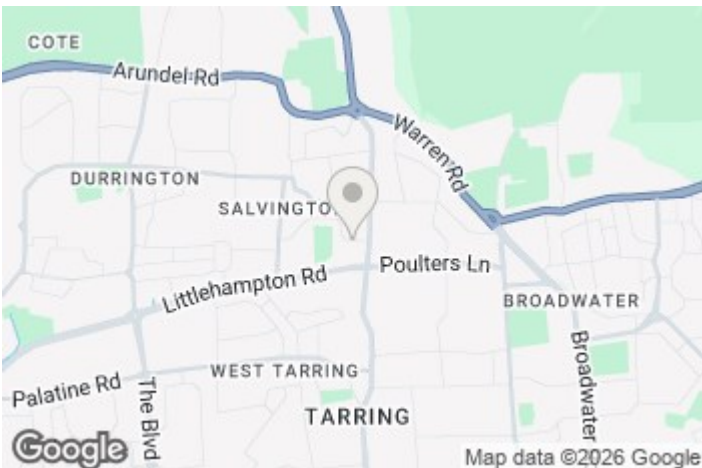 COTE
Arundel Rd
Warren Rd
DURRINGTON
SALVINGTO
Littlehampton Rd
Poulters Ln
BROADWATER
WEST TARRING
Palatine Rd
The Blvd
TARRING
Broadwater
Google
Map data ©2026 Google